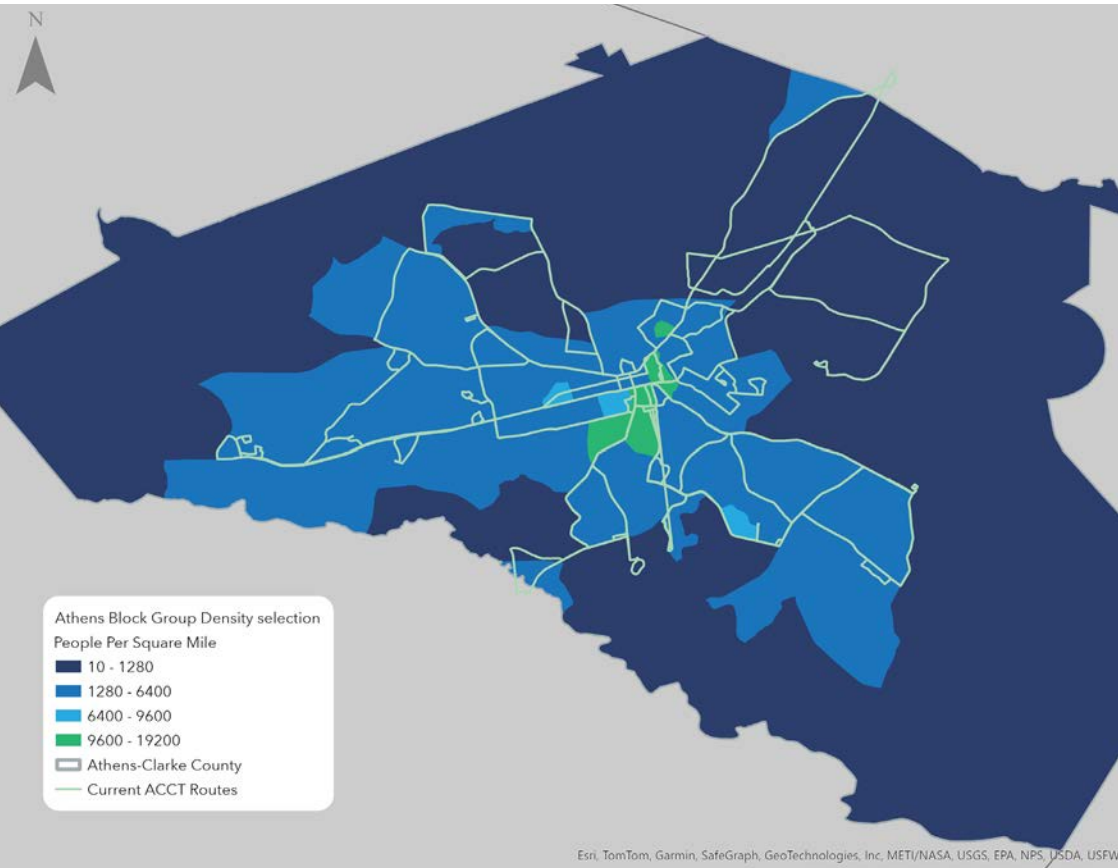 N
Athens Block Group Density selection
People Per Square Mile
10 - 1280
1280 - 6400
6400 - 9600
9600 - 19200
Athens-Clarke County
Current ACCT Routes
Esri, TomTom, Garmin, SafeGraph, GeoTechnologies, Inc, METI/NASA, USGS, EPA, NPS, USDA, USFW